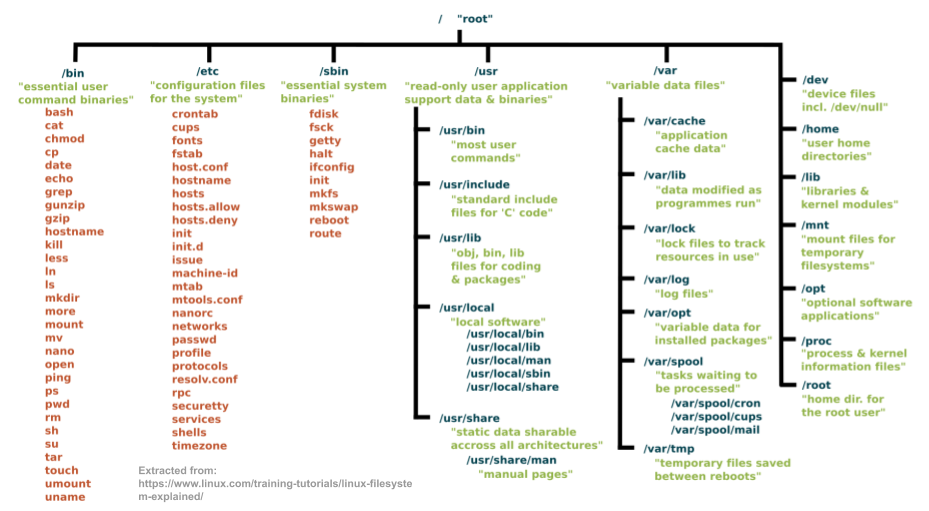 / "root"
/bin
"essential user
command binaries"
bash
cat
chmod
cp
date
echo
grep
gunzip
gzip
hostname
kill
less
ln
ls
mkdir
more
mount
mv
nano
open
ping
ps
pwd
rm
sh
su
tar
touch
umount
uname
/etc
"configuration files
for the system"
crontab
cups
fonts
fstab
host.conf
hostname
hosts
hosts.allow
hosts.deny
init
init.d
issue
machine-id
mtab
mtools.conf
nanorc
networks
passwd
profile
protocols
resolv.conf
rpc
securetty
services
shells
timezone
/sbin
"essential system
binaries"
fdisk
fsck
getty
halt
ifconfig
init
mkfs
mkswap
reboot
route
/usr
"read-only user application
support data & binaries"
/usr/bin
"most user
commands"
/usr/include
"standard include
files for 'C' code"
/usr/lib
"obj, bin, lib
files for coding
& packages"
/usr/local
"local software"
/usr/local/bin
/usr/local/lib
/usr/local/man
/usr/local/sbin
/usr/local/share
/usr/share
"static data sharable
accross all architectures"
/usr/share/man
"manual pages"
/var
"variable data files"
/var/cache
"application
cache data"
/var/lib
"data modified as
programmes run"
/var/lock
"lock files to track
resources in use"
/var/log
"log files"
/var/opt
"variable data for
installed packages"
/var/spool
"tasks waiting to
be processed"
/var/spool/cron
/var/spool/cups
/var/spool/mail
/var/tmp
"temporary files saved
between reboots"
/dev
"device files
incl. /dev/null"
/home
"user home
directories"
/lib
"libraries &
kernel modules"
/mnt
"mount files for
temporary
filesystems"
/opt
"optional software
applications"
/proc
"process & kernel
information files"
/root
"home dir. for
the root user"
Extracted from:
https://www.linux.com/training-tutorials/linux-filesyste
m-explained/